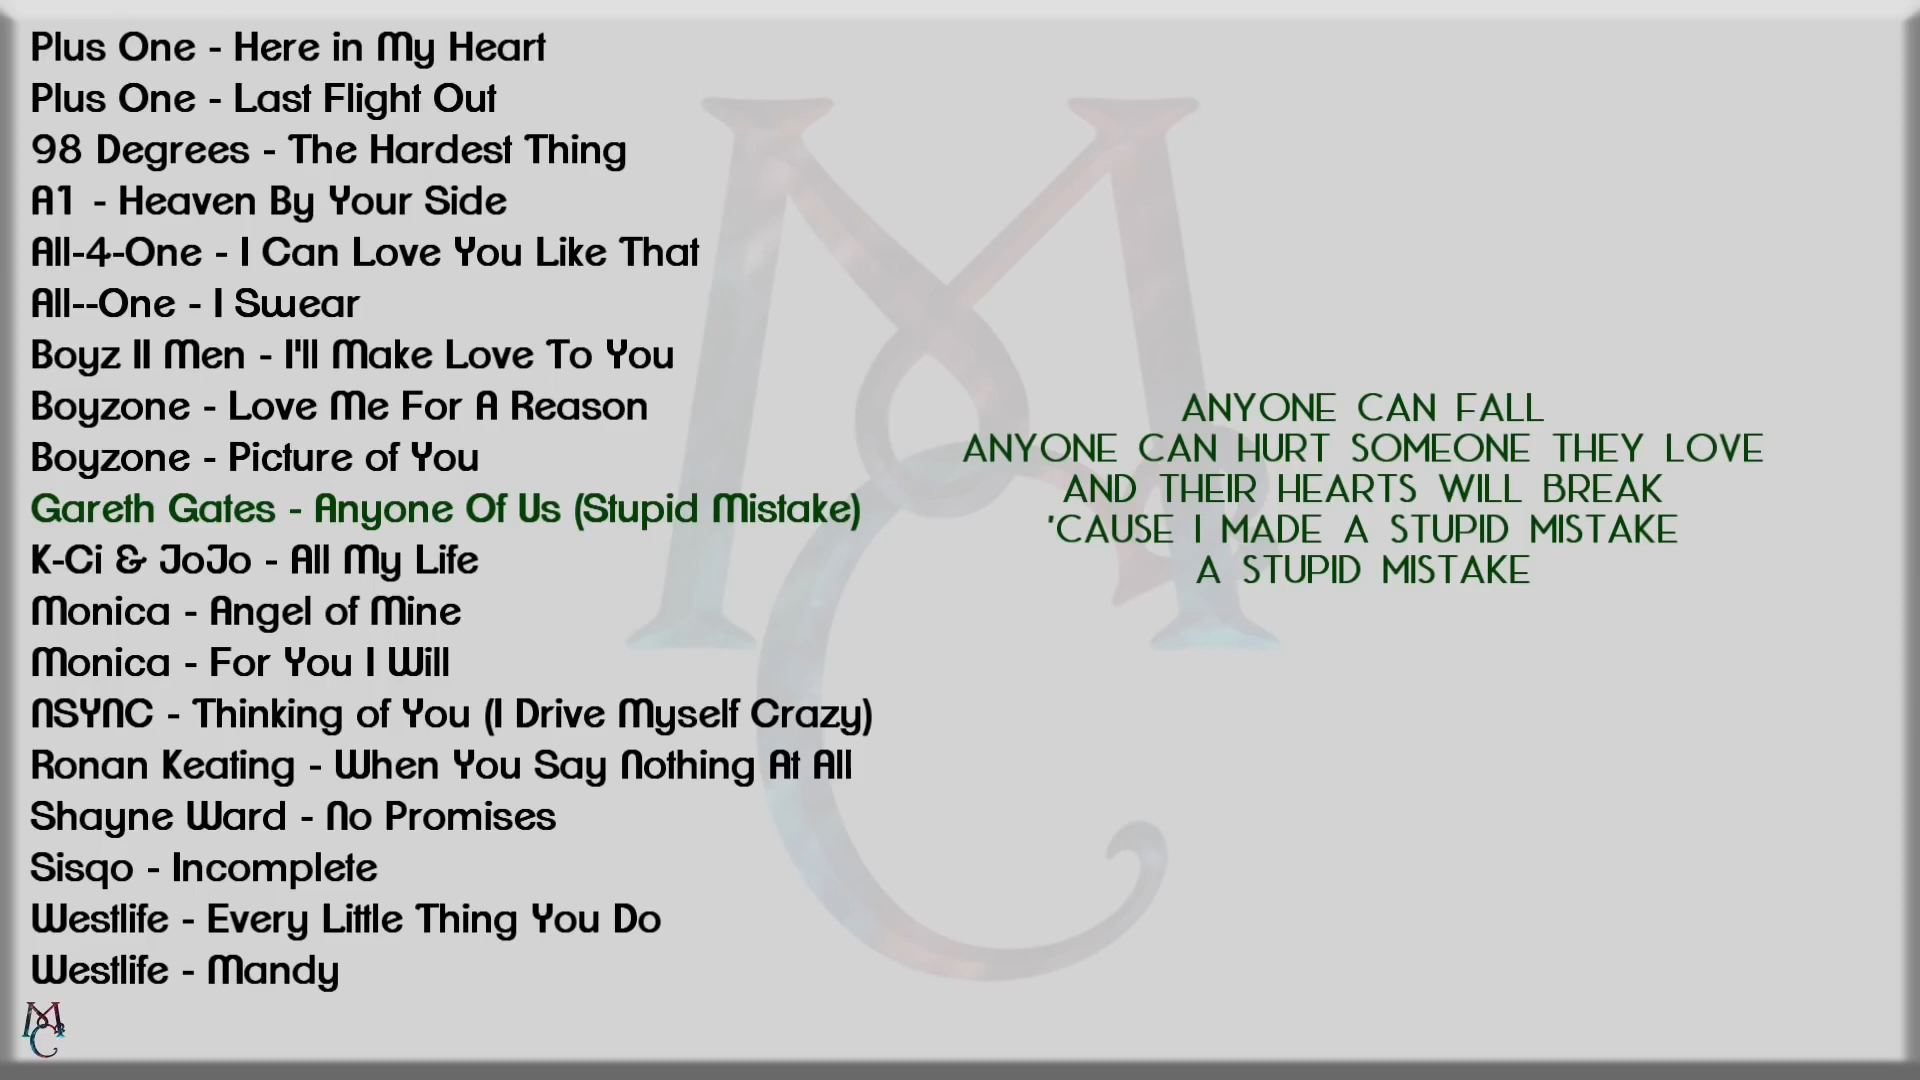 Plus One - Here in My Heart
Plus One - Last Flight Out
98 Degrees - The Hardest Thing
A1 - Heaven By Your Side
All-4-One - I Can Love You Like That
All--One - I Swear
Boyz II Men - I'll Make Love To You
Boyzone - Love Me For A Reason
Boyzone - Picture of You
Gareth Gates - Anyone Of Us (Stupid Mistake)
K-Ci & JoJo - All My Life
Monica - Angel of Mine
Monica - For You I Will
NSYNC - Thinking of You (I Drive Myself Crazy)
Ronan Keating - When You Say Nothing At All
Shayne Ward - No Promises
Sisqo - Incomplete
Westlife - Every Little Thing You Do
Westlife - Mandy
ANYONE CAN FALL
ANYONE CAN HURT SOMEONE THEY LOVE
AND THEIR HEARTS WILL BREAK
'CAUSE I MADE A STUPID MISTAKE
A STUPID MISTAKE